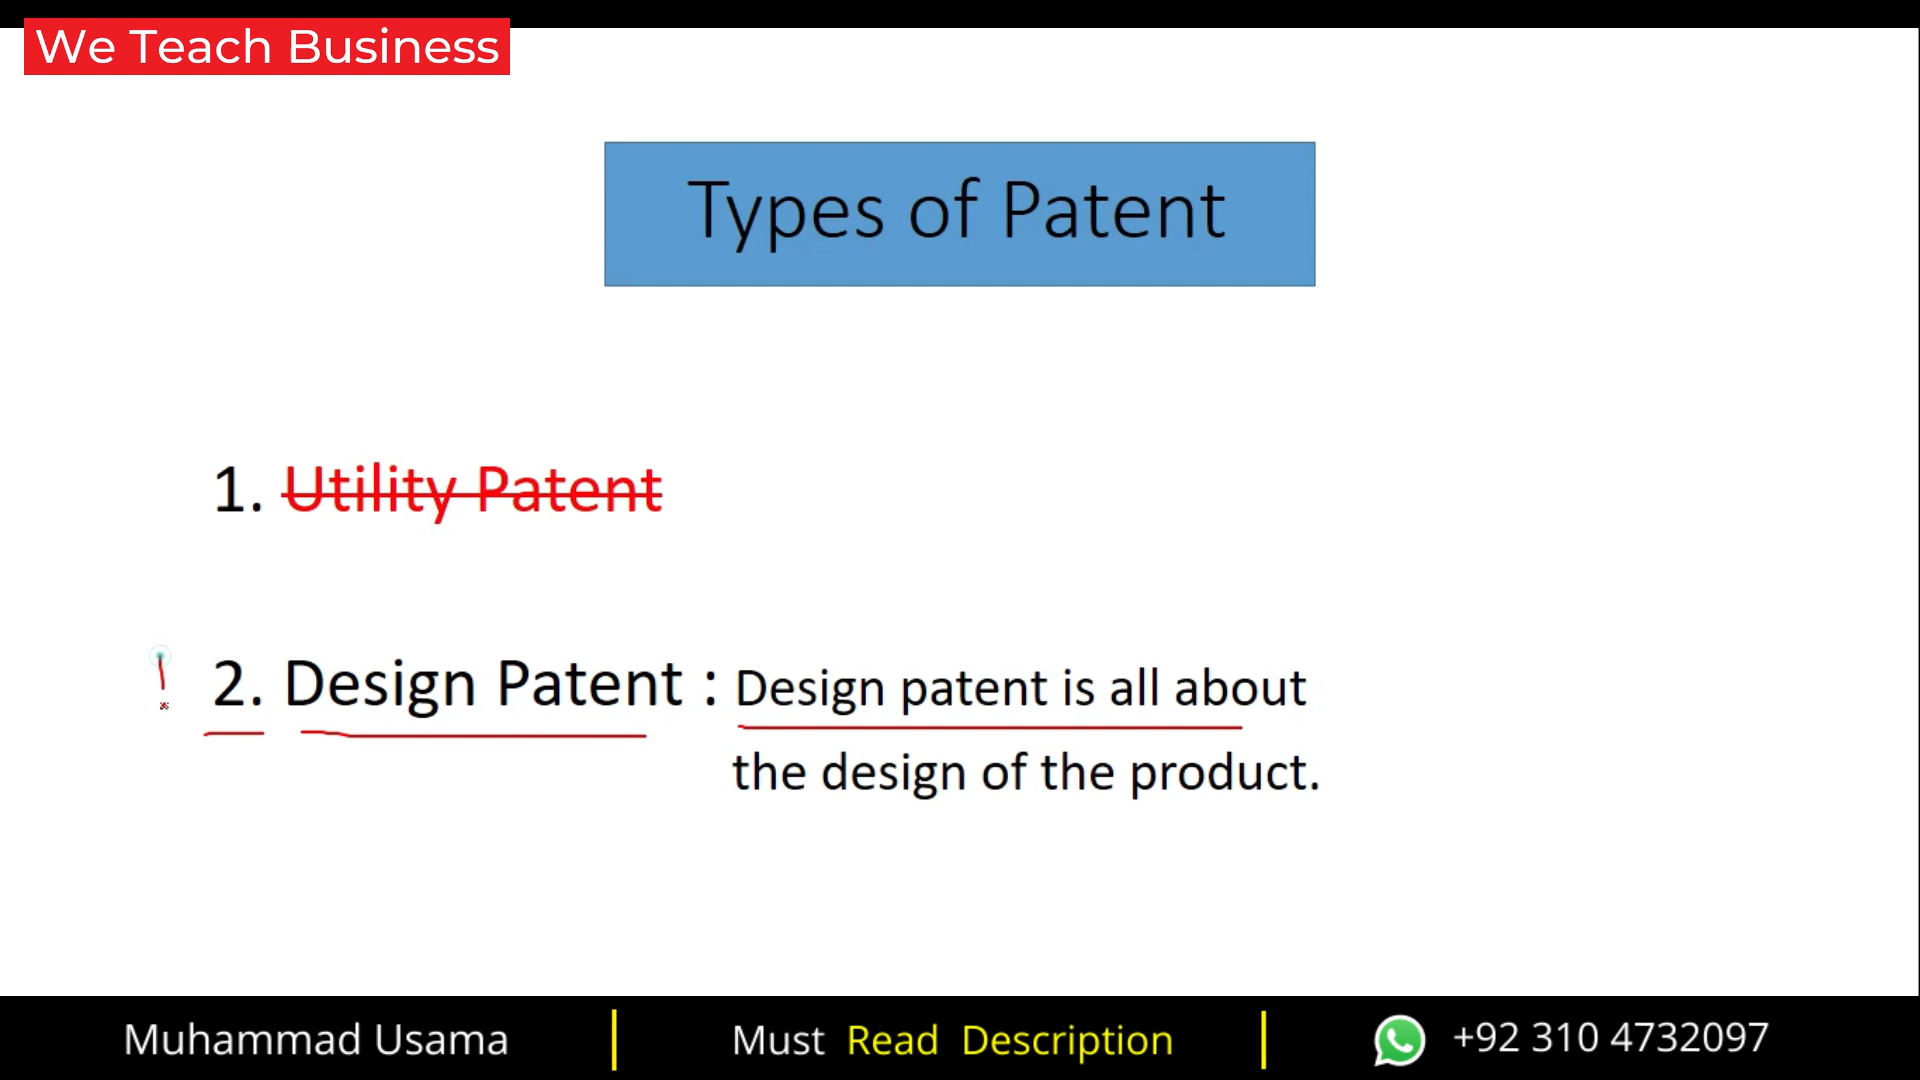 We Teach Business
Types of Patent
1. Utility Patent
2. Design Patent : Design patent is all about
the design of the product.
Muhammad Usama
Must Read Description
+92 310 4732097